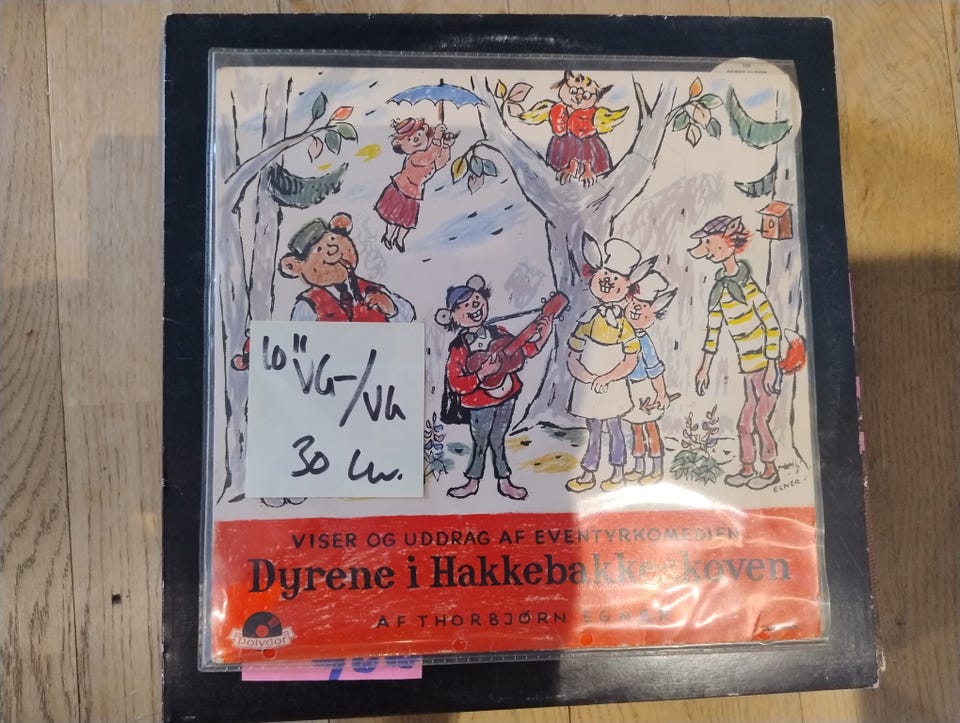 10"
VG-/VG
30 kr.
EGNER
VISER OG UDDRAG AF EVENTYRKOMEDIEN
Dyrene i Hakkebakkeskoven
AF THORBJØRN EGNER
polydor